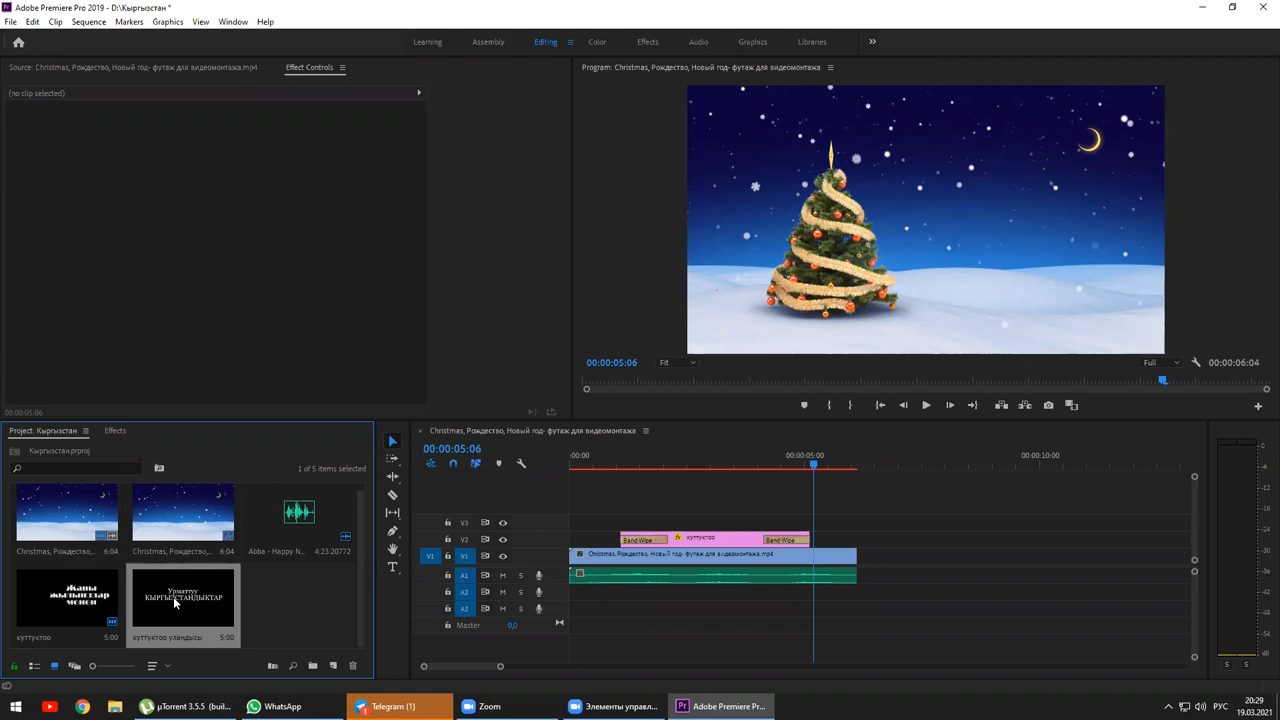 Adobe Premiere Pro 2019 - D:\Кыргызстан *
File Edit Clip Sequence Markers Graphics View Window Help
Learning Assembly Editing Color Effects Audio Graphics Libraries
Source: Christmas, Рождество, Новый год- футаж для видеомонтажа.mp4 Effect Controls
Program: Christmas, Рождество, Новый год- футаж для видеомонтажа
(no clip selected)
00:00:05:06 Fit Full 00:00:06:04
00:00:05:06
Project: Кыргызстан Effects
Кыргызстан.prproj
1 of 5 items selected
Christmas, Рождество,... 6:04
Christmas, Рождество,... 6:04
Abba - Happy N... 4:23:20772
Жаңы
жылыңыздар
менен
куттуктоо 5:00
Урматтуу
КЫРГЫЗСТАНДЫКТАР
куттуктоо уландысы 5:00
Christmas, Рождество, Новый год- футаж для видеомонтажа
00:00:05:06
:00:00 00:00:05:00 00:00:10:00
V3
V2 Band Wipe fx куттуктоо Band Wipe
V1 V1 Christmas, Рождество, Новый год- футаж для видеомонтажа.mp4
A1 M S
A2 M S
A3 M S
Master 0,0
0
S S
µTorrent 3.5.5 (buil... WhatsApp Telegram (1) Zoom Элементы управл... Adobe Premiere Pr...
РУС
20:29
19.03.2021